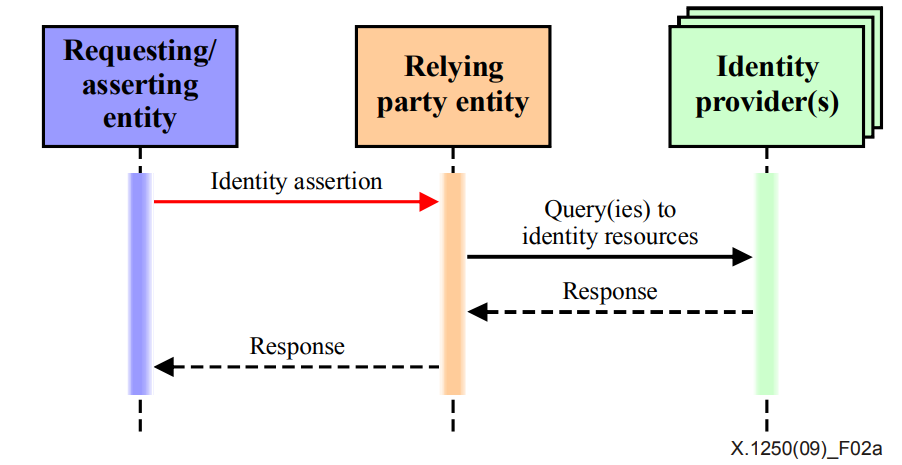 Requesting/
asserting
entity
Relying
party entity
Identity
provider(s)
Identity assertion
Query(ies) to
identity resources
Response
Response
X.1250(09)_F02a